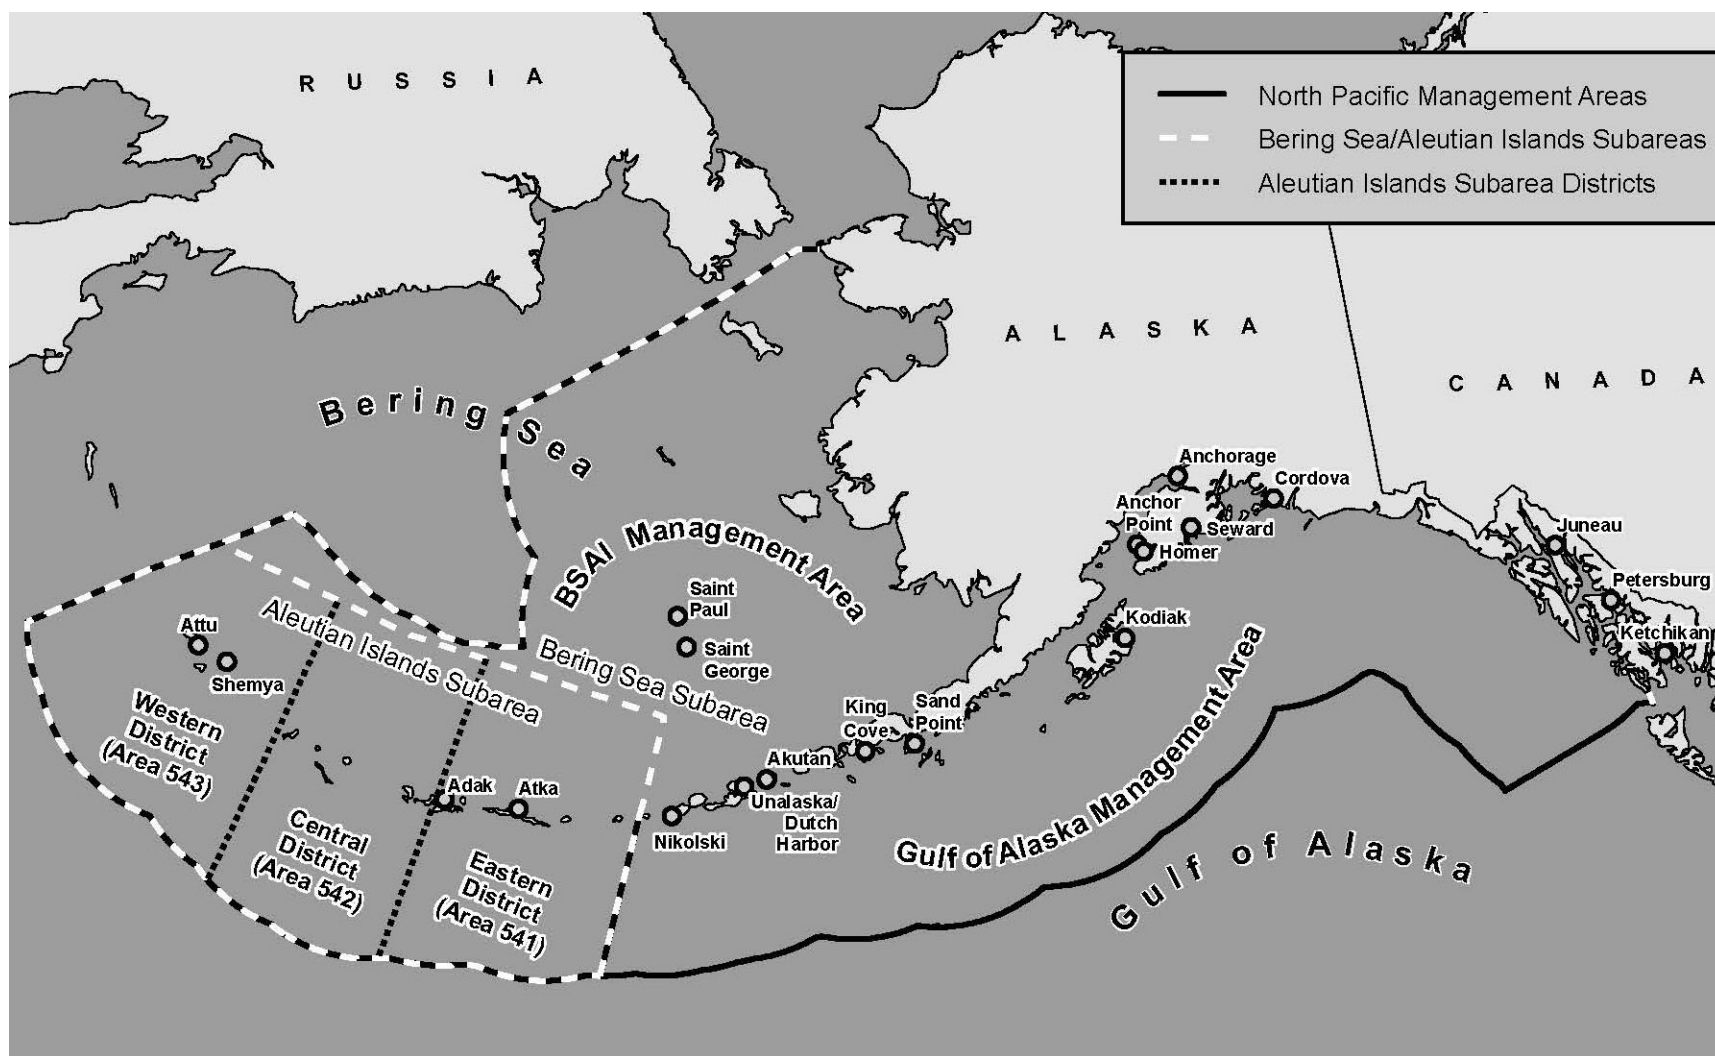 R U S S I A
North Pacific Management Areas
Bering Sea/Aleutian Islands Subareas
Aleutian Islands Subarea Districts
A L A S K A
C A N A D A
Bering Sea
Anchorage
Cordova
Anchor
Point
Seward
Homer
Juneau
Petersburg
Ketchikan
Kodiak
BSAI Management Area
Saint
Paul
Saint
George
Aleutian Islands Subarea
Bering Sea Subarea
Attu
Shemya
Western
District
(Area 543)
King
Cove
Sand
Point
Akutan
Unalaska/
Dutch
Harbor
Nikolski
Adak
Atka
Central
District
(Area 542)
Eastern
District
(Area 541)
Gulf of Alaska Management Area
Gulf of Alaska